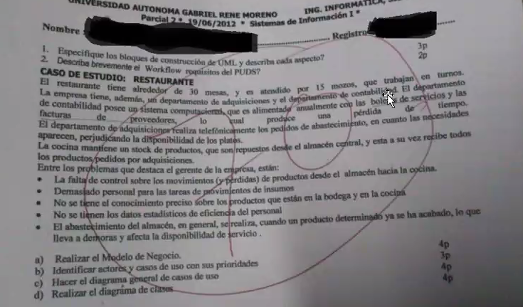 UNIVERSIDAD AUTONOMA GABRIEL RENE MORENO ING. INFORMATICA,
Parcial 2 * 19/06/2012 * Sistemas de Información I *
Nombre: Registro
1. Especifique los bloques de construcción de UML y describa cada aspecto? 3p
2. Describa brevemente el Workflow requisitos del PUDS? 2p
CASO DE ESTUDIO: RESTAURANTE
El restaurante tiene alrededor de 30 mesas, y es atendido por 15 mozos, que trabajan en turnos.
La empresa tiene, además, un departamento de adquisiciones y el departamento de contabilidad. El departamento
de contabilidad posee un sistema computacional, que es alimentado anualmente con las de servicios y las
facturas de proveedores, lo cual produce una pérdida de tiempo.
El departamento de adquisiciones realiza telefónicamente los pedidos de abastecimiento, en cuanto las necesidades
aparecen, perjudicando la disponibilidad de los platos.
La cocina mantiene un stock de productos, que son repuestos desde el almacén central, y esta a su vez recibe todos
los productos pedidos por adquisiciones.
Entre los problemas que destaca el gerente de la empresa, están:
• La falta de control sobre los movimientos (y pérdidas) de productos desde el almacén hacia la cocina.
• Demasiado personal para las tareas de movimientos de insumos
• No se tiene el conocimiento preciso sobre los productos que están en la bodega y en la cocina
• No se tienen los datos estadísticos de eficiencia del personal
• El abastecimiento del almacén, en general, se realiza, cuando un producto determinado ya se ha acabado, lo que
lleva a demoras y afecta la disponibilidad de servicio .
a) Realizar el Modelo de Negocio. 4p
b) Identificar actores y casos de uso con sus prioridades 3p
c) Hacer el diagrama general de casos de uso 4p
d) Realizar el diagrama de clases 4p